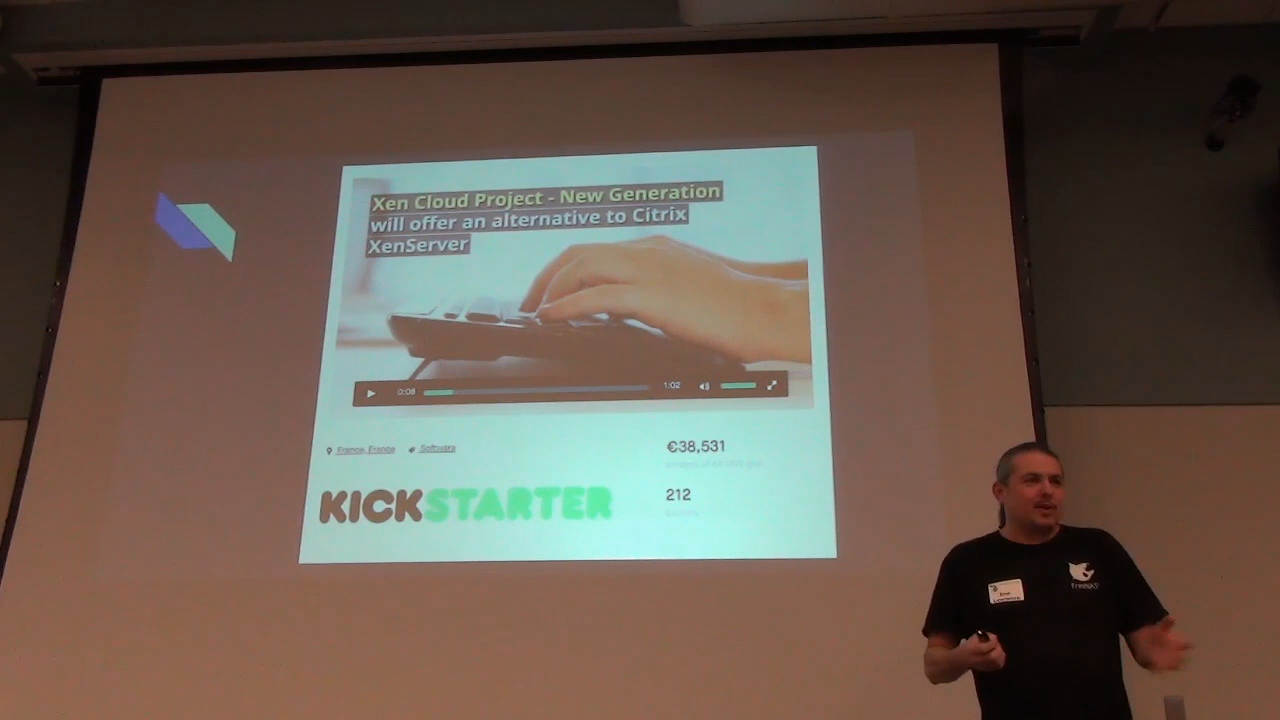 Xen Cloud Project - New Generation
will offer an alternative to Citrix
XenServer
0:08
1:02
France, France
Software
€38,531
212
KICKSTARTER
FreeNAS